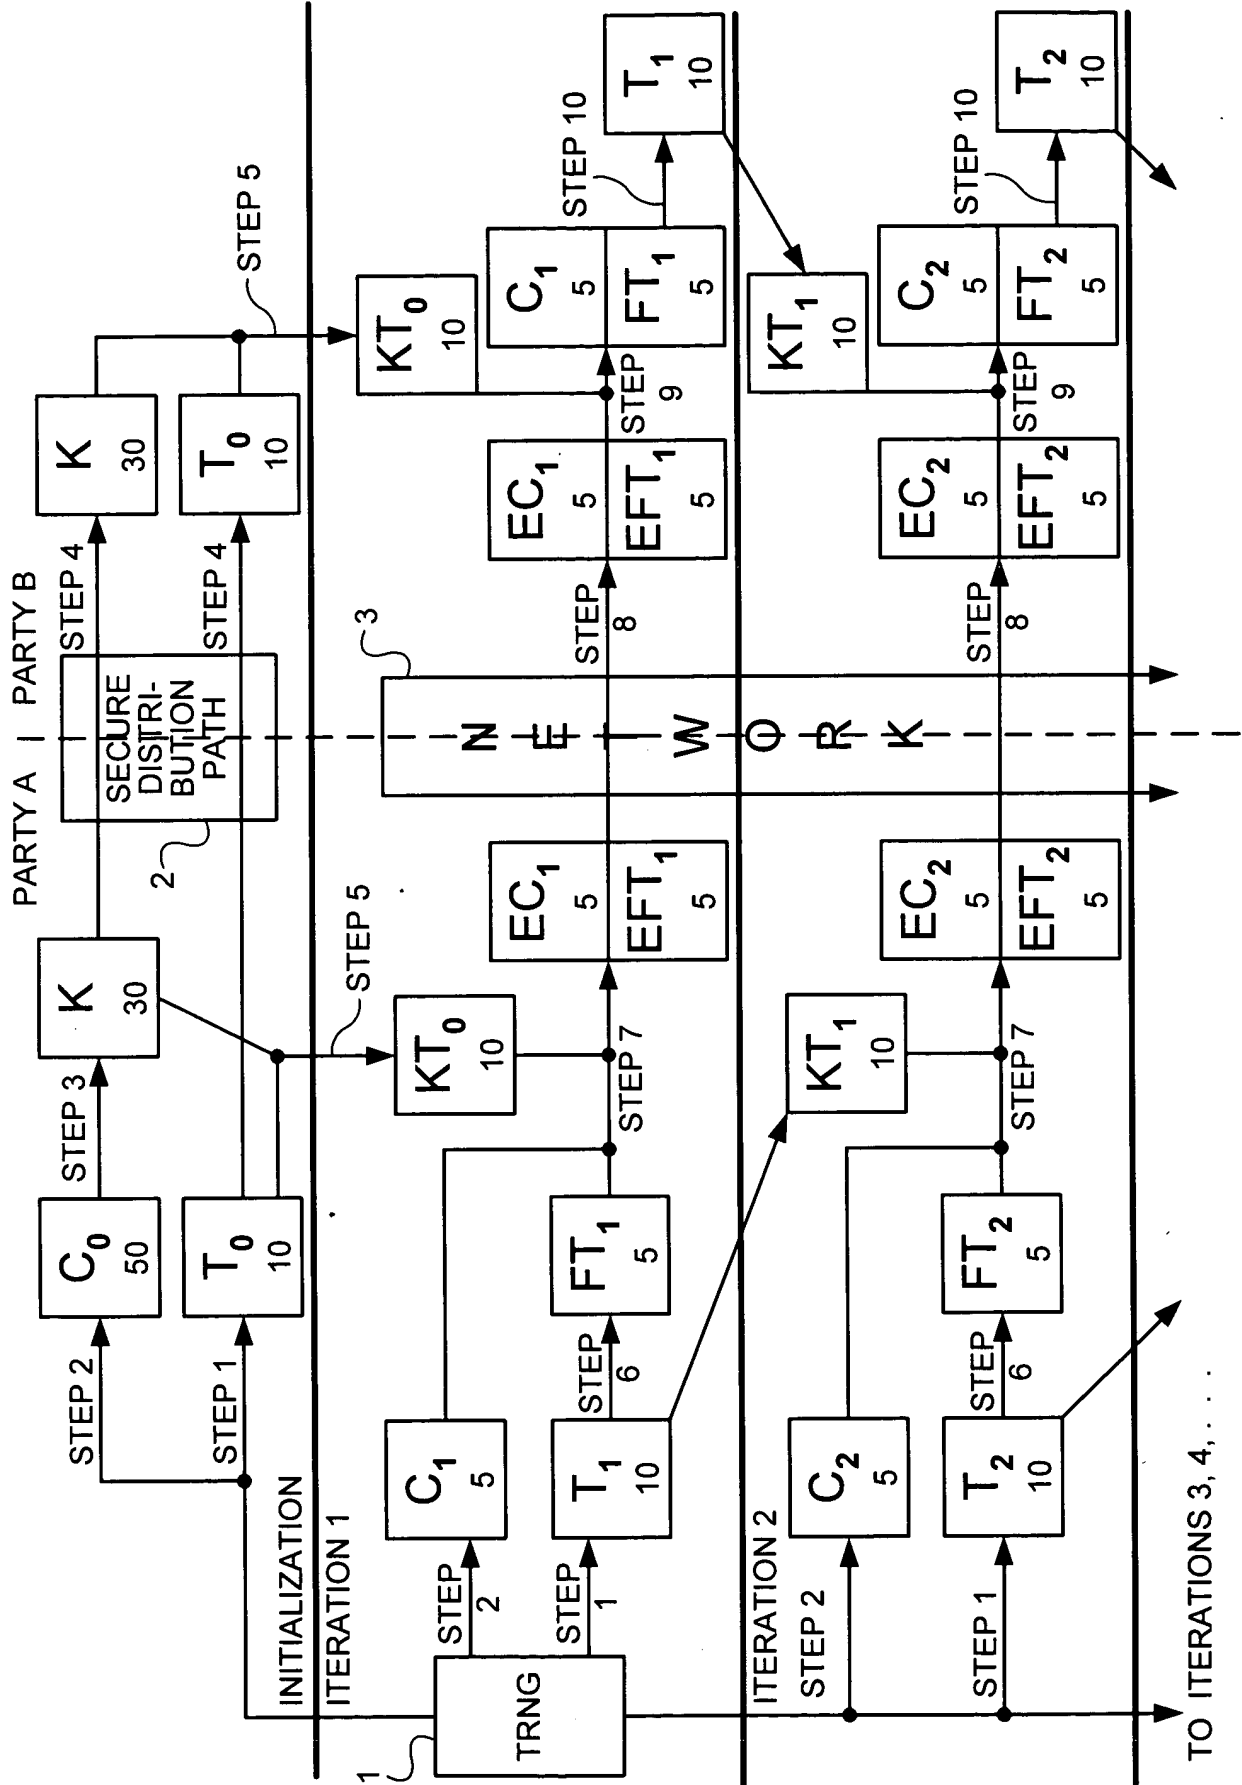 PARTY A | PARTY B
STEP 2
C0
50
STEP 3
K
30
SECURE
DISTRI-
BUTION
PATH
2
STEP 4
K
30
STEP 1
T0
10
STEP 4
T0
10
STEP 5
INITIALIZATION
ITERATION 1
1
TRNG
STEP
2
C1
5
STEP
1
T1
10
STEP
6
FT1
5
STEP 5
KT0
10
STEP 7
EC1
5
EFT1
5
3
NETWORK
STEP
8
EC1
5
EFT1
5
KT0
10
STEP
9
C1
5
FT1
5
STEP 10
T1
10
ITERATION 2
STEP 2
C2
5
STEP 1
T2
10
STEP
6
FT2
5
KT1
10
STEP 7
EC2
5
EFT2
5
STEP
8
EC2
5
EFT2
5
KT1
10
STEP
9
C2
5
FT2
5
STEP 10
T2
10
TO ITERATIONS 3, 4, . . .